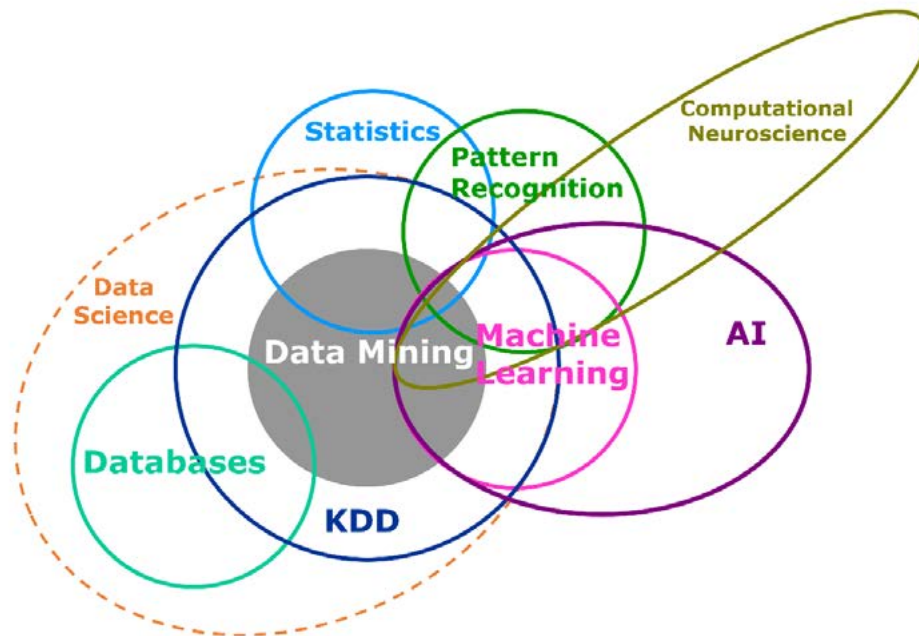 Computational
Neuroscience
Statistics
Pattern
Recognition
Data
Science
Machine
Learning
AI
Data Mining
Databases
KDD